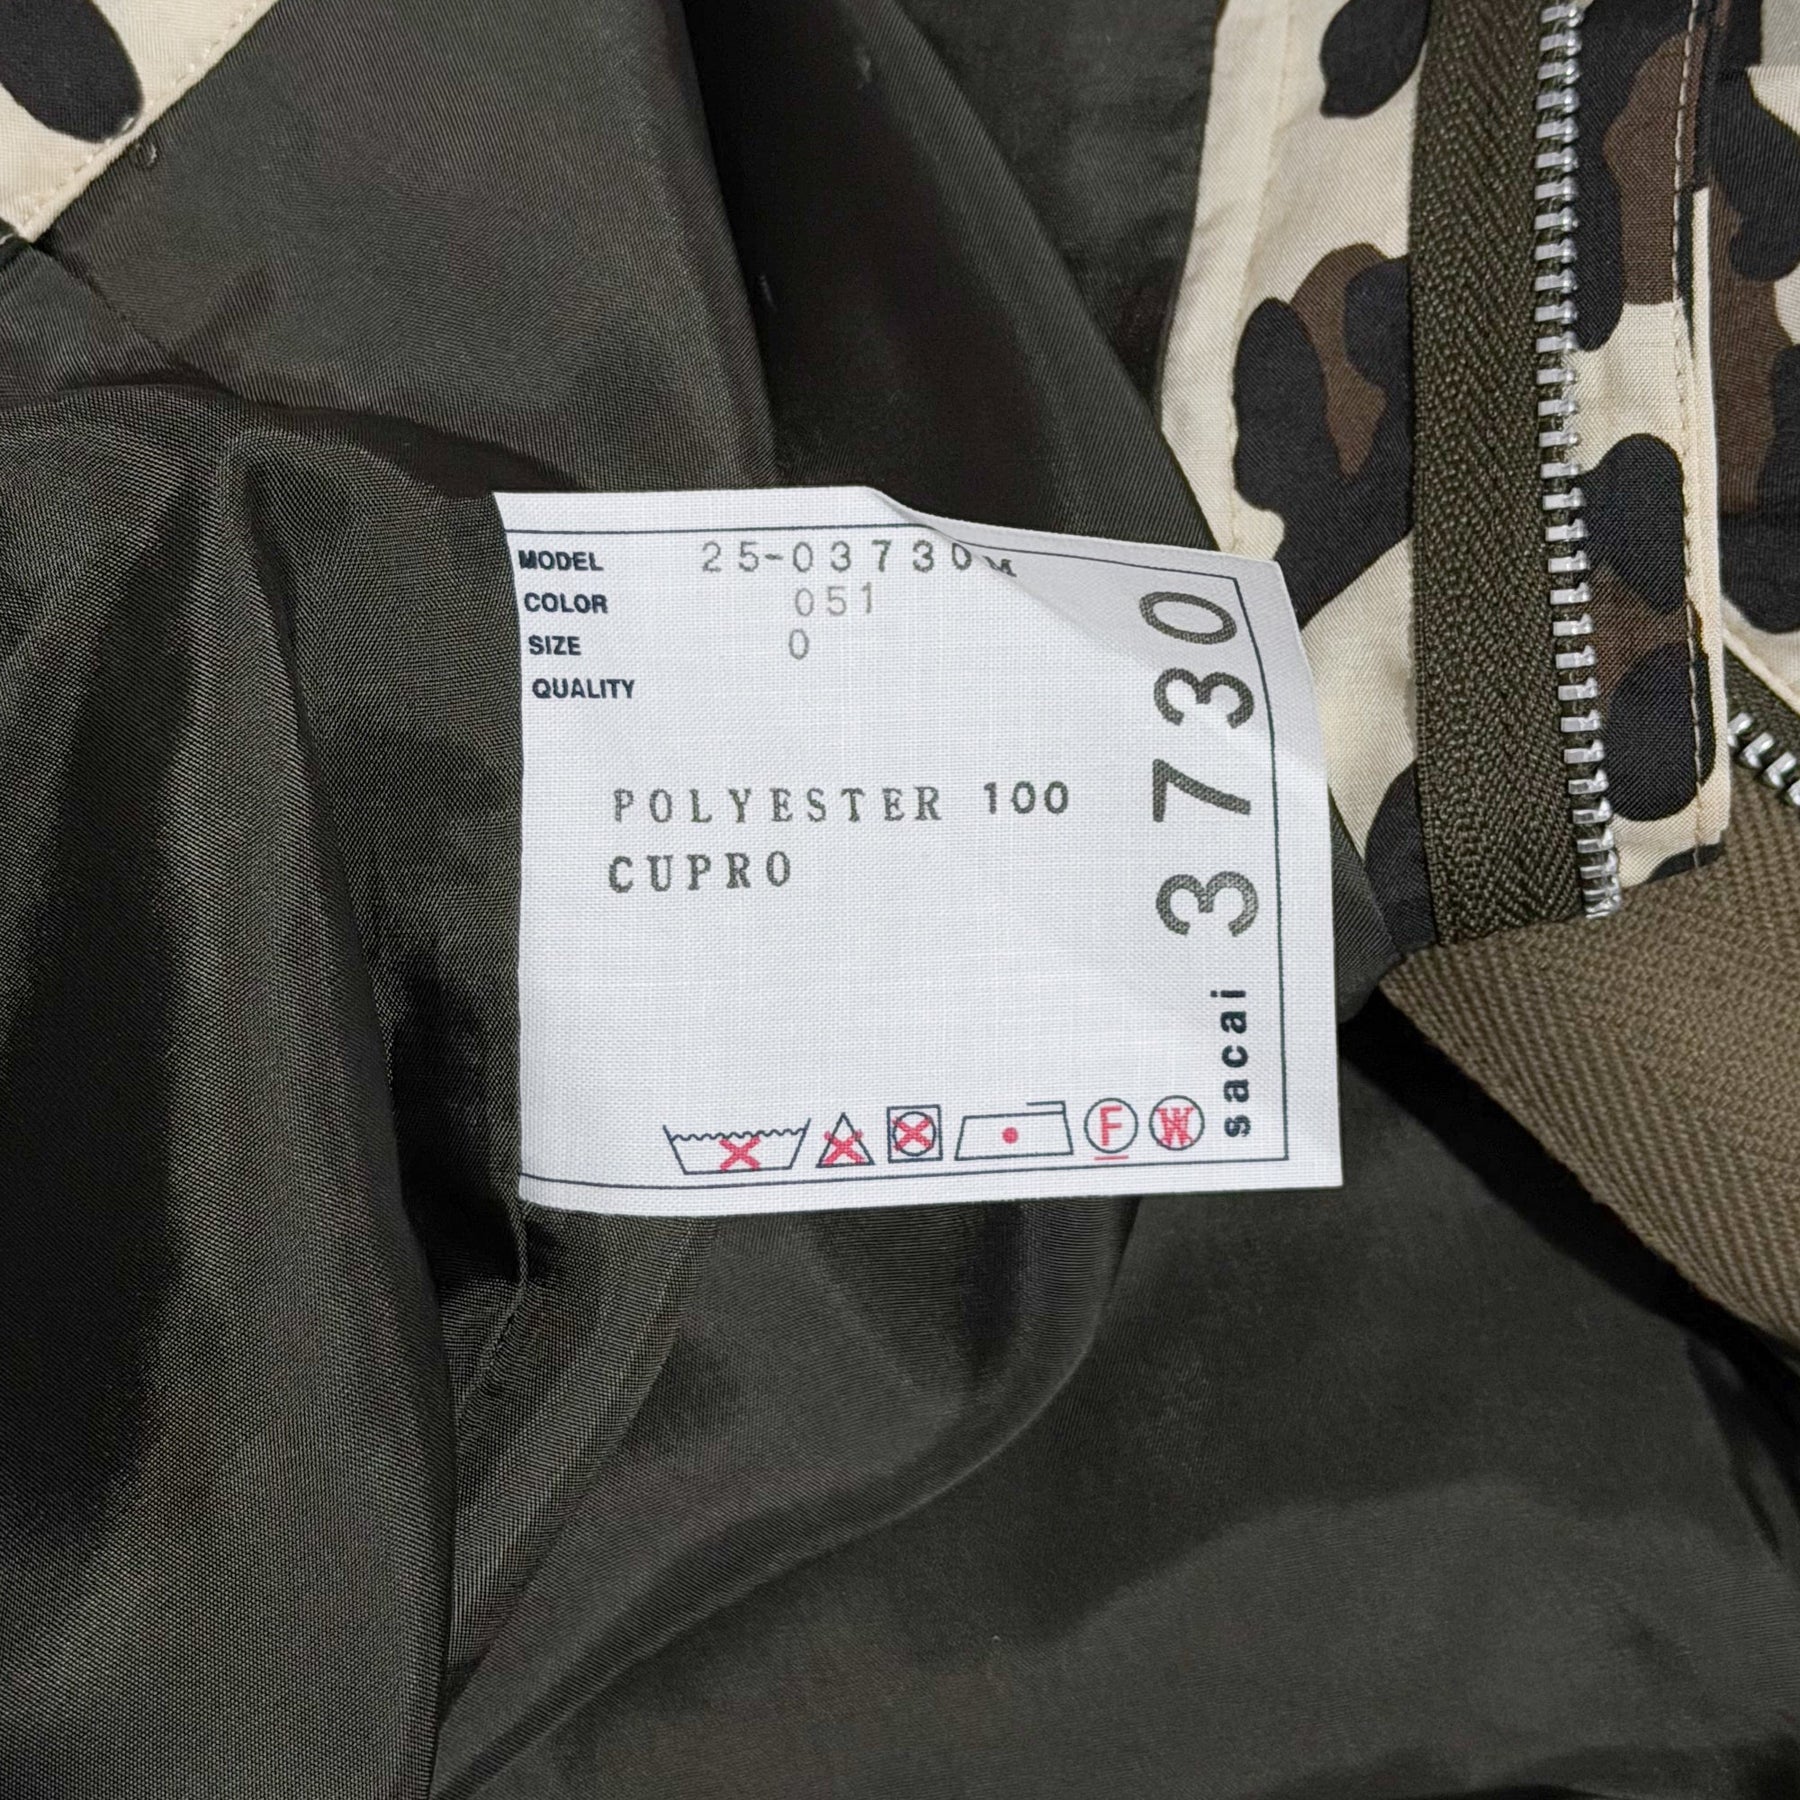 MODEL 25-03730M
COLOR 051
SIZE 0
QUALITY
POLYESTER 100
CUPRO
sacai 3730
F
W